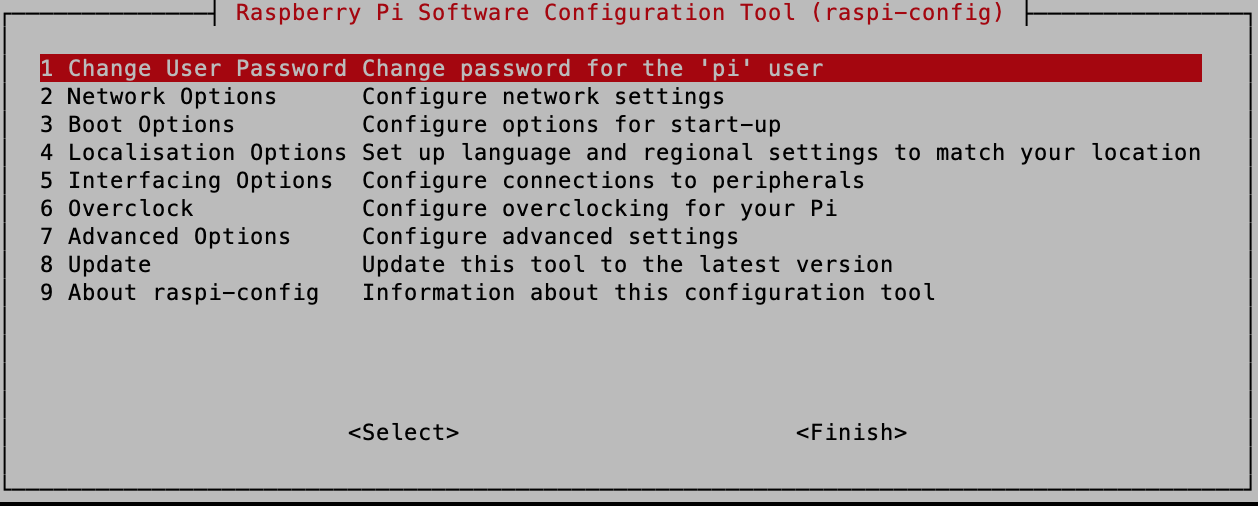 Raspberry Pi Software Configuration Tool (raspi-config)
1 Change User Password Change password for the 'pi' user
2 Network Options Configure network settings
3 Boot Options Configure options for start-up
4 Localisation Options Set up language and regional settings to match your location
5 Interfacing Options Configure connections to peripherals
6 Overclock Configure overclocking for your Pi
7 Advanced Options Configure advanced settings
8 Update Update this tool to the latest version
9 About raspi-config Information about this configuration tool
<Select> <Finish>